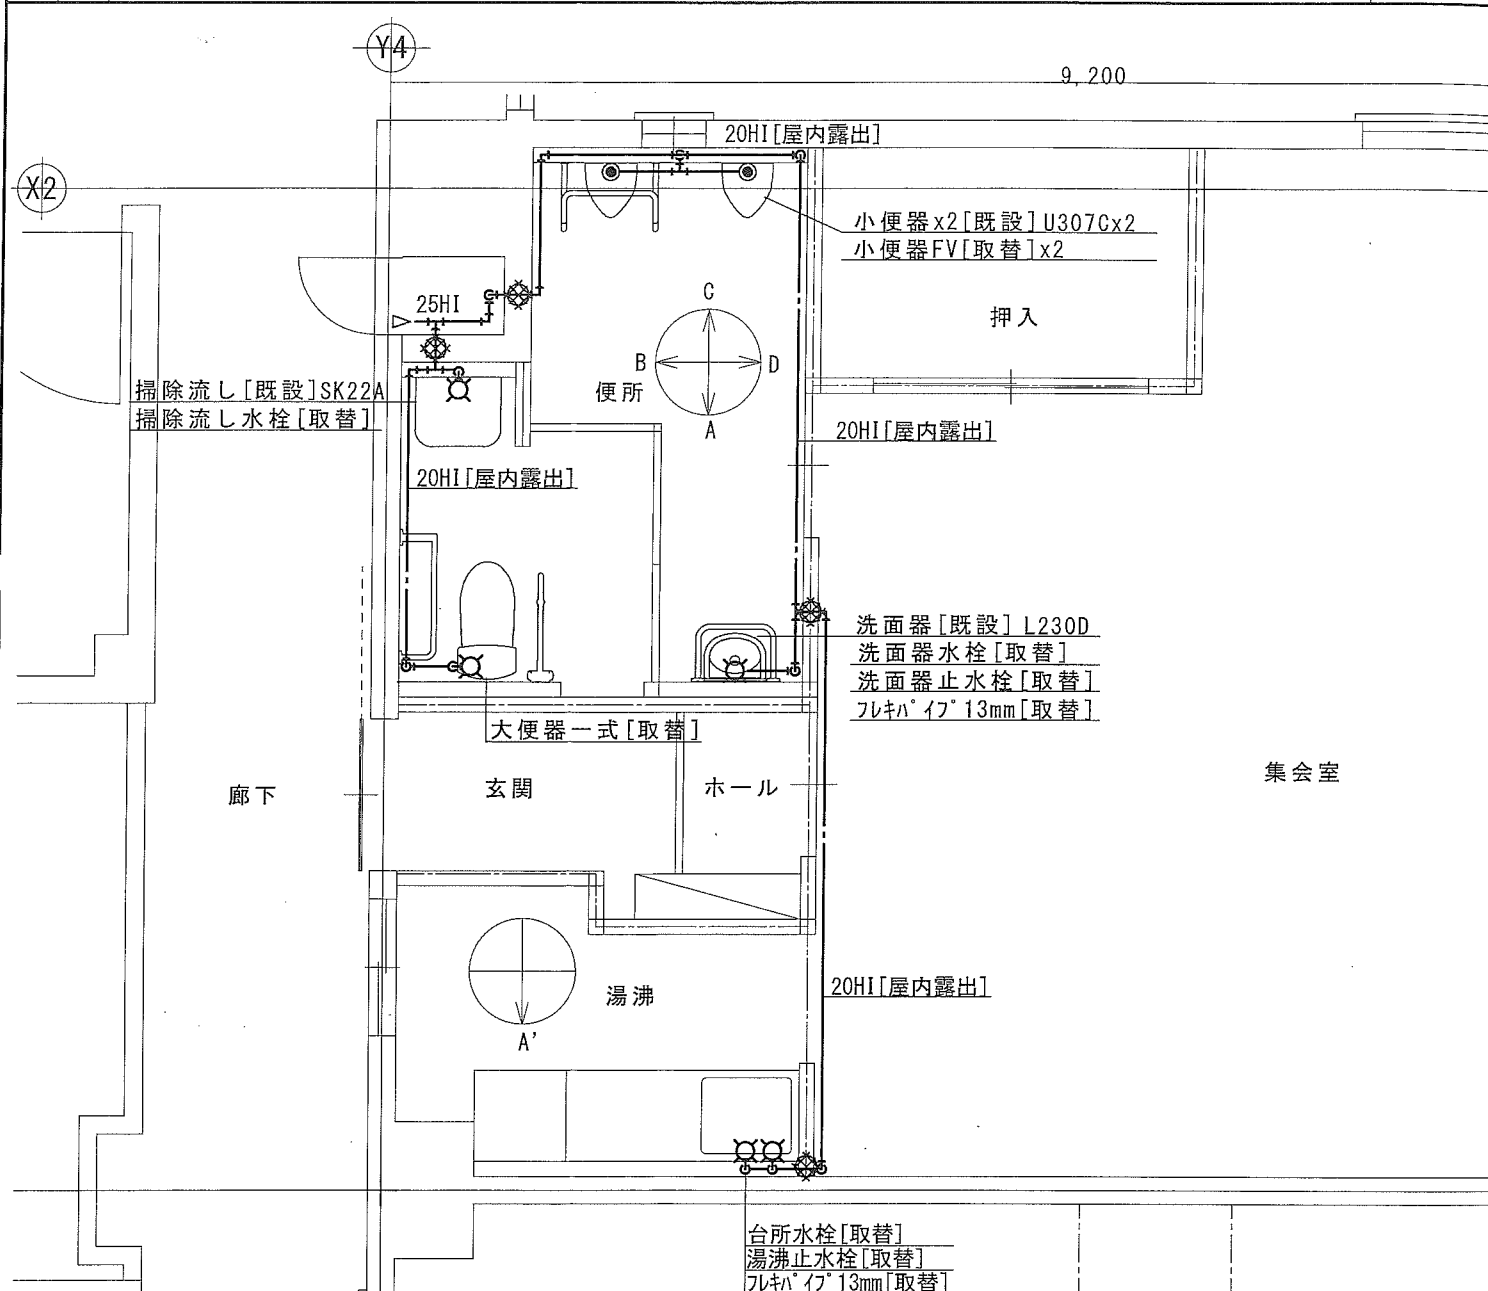 Y4
9,200
20HI[屋内露出]
X2
小便器x2[既設]U307Cx2
小便器FV[取替]x2
25HI
C
押入
B
D
便所
A
掃除流し[既設]SK22A
掃除流し水栓[取替]
20HI[屋内露出]
20HI[屋内露出]
洗面器[既設] L230D
洗面器水栓[取替]
洗面器止水栓[取替]
フレキパイプ13mm[取替]
大便器一式[取替]
廊下
玄関
ホール
集会室
湯沸
20HI[屋内露出]
A'
台所水栓[取替]
湯沸止水栓[取替]
フレキパイプ13mm[取替]